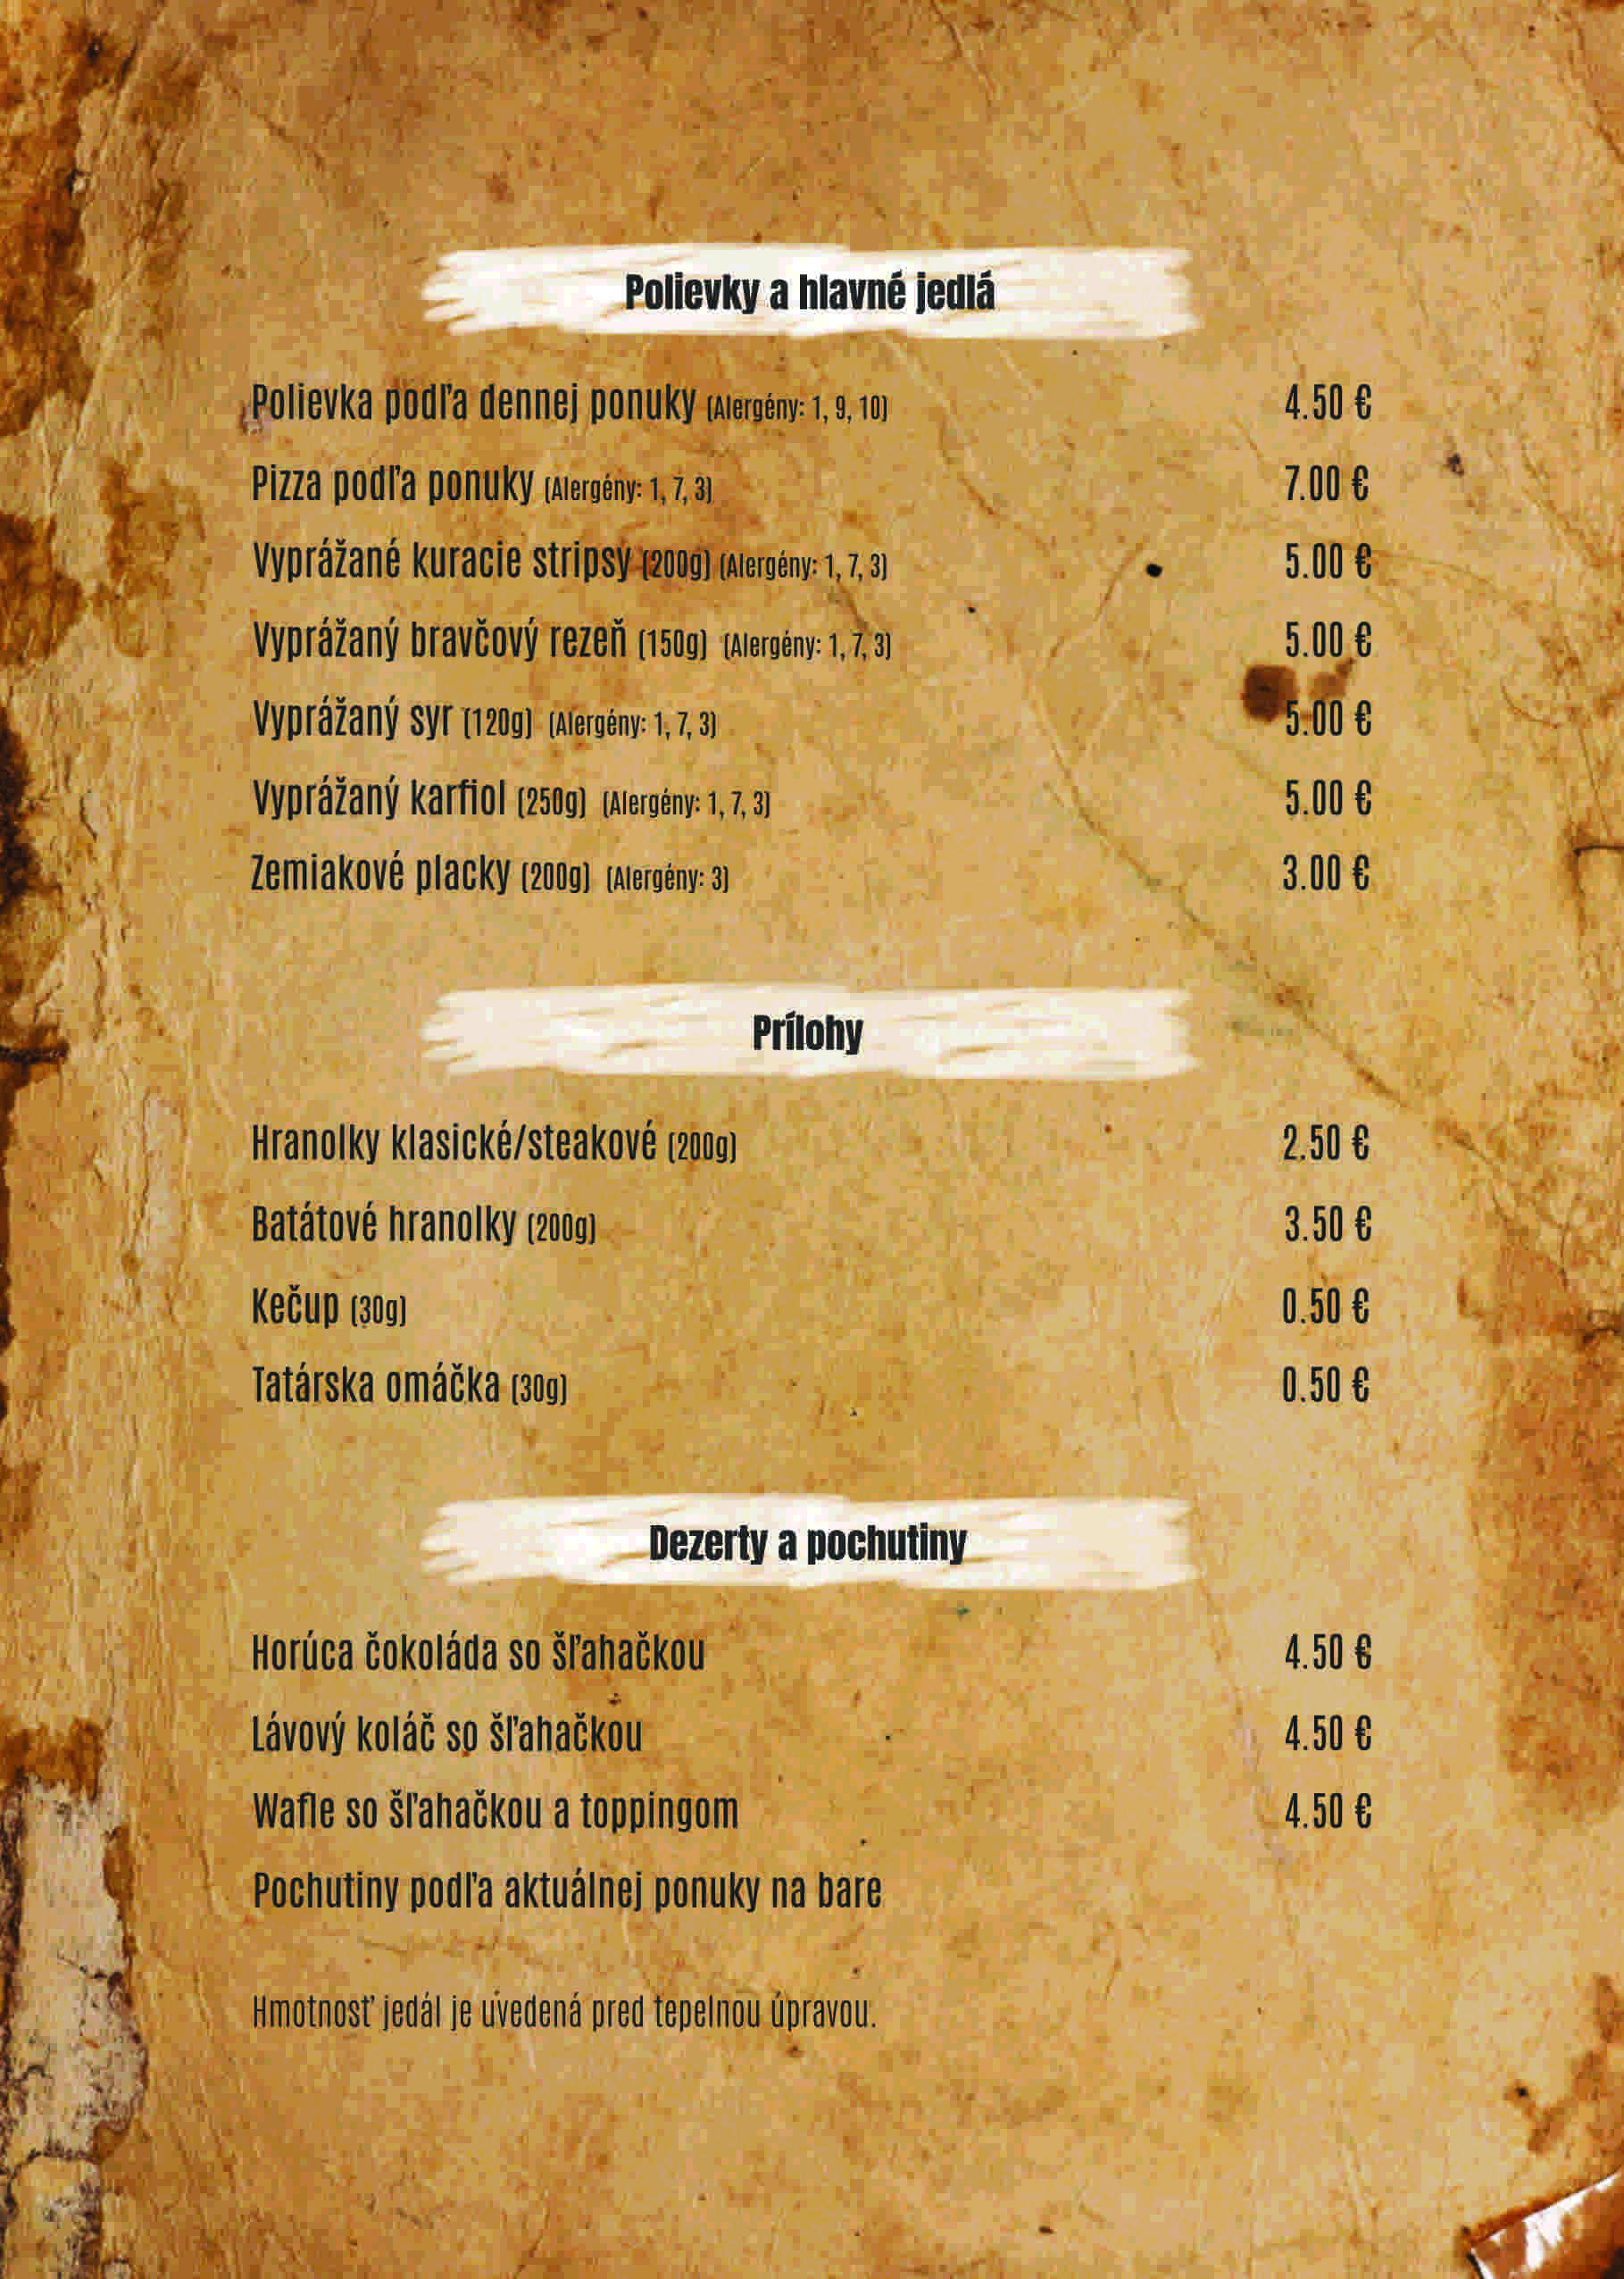 Polievky a hlavné jedlá
Polievka podľa dennej ponuky (Alergény: 1, 9, 10) 4.50 €
Pizza podľa ponuky (Alergény: 1, 7, 3) 7.00 €
Vyprážané kuracie stripsy (200g) (Alergény: 1, 7, 3) 5.00 €
Vyprážaný bravčový rezeň (150g) (Alergény: 1, 7, 3) 5.00 €
Vyprážaný syr (120g) (Alergény: 1, 7, 3) 5.00 €
Vyprážaný karfiol (250g) (Alergény: 1, 7, 3) 5.00 €
Zemiakové placky (200g) (Alergény: 3) 3.00 €
Prílohy
Hranolky klasické/steakové (200g) 2.50 €
Batátové hranolky (200g) 3.50 €
Kečup (30g) 0.50 €
Tatárska omáčka (30g) 0.50 €
Dezerty a pochutiny
Horúca čokoláda so šľahačkou 4.50 €
Lávový koláč so šľahačkou 4.50 €
Wafle so šľahačkou a toppingom 4.50 €
Pochutiny podľa aktuálnej ponuky na bare
Hmotnosť jedál je uvedená pred tepelnou úpravou.